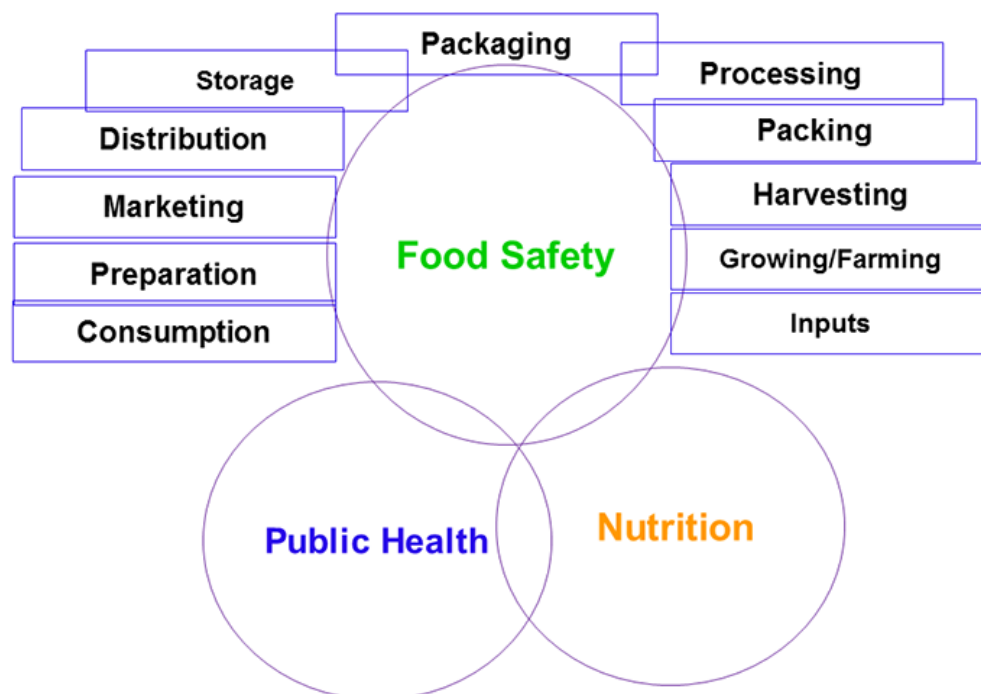 Packaging
Storage
Processing
Distribution
Packing
Marketing
Harvesting
Food Safety
Preparation
Growing/Farming
Consumption
Inputs
Public Health
Nutrition